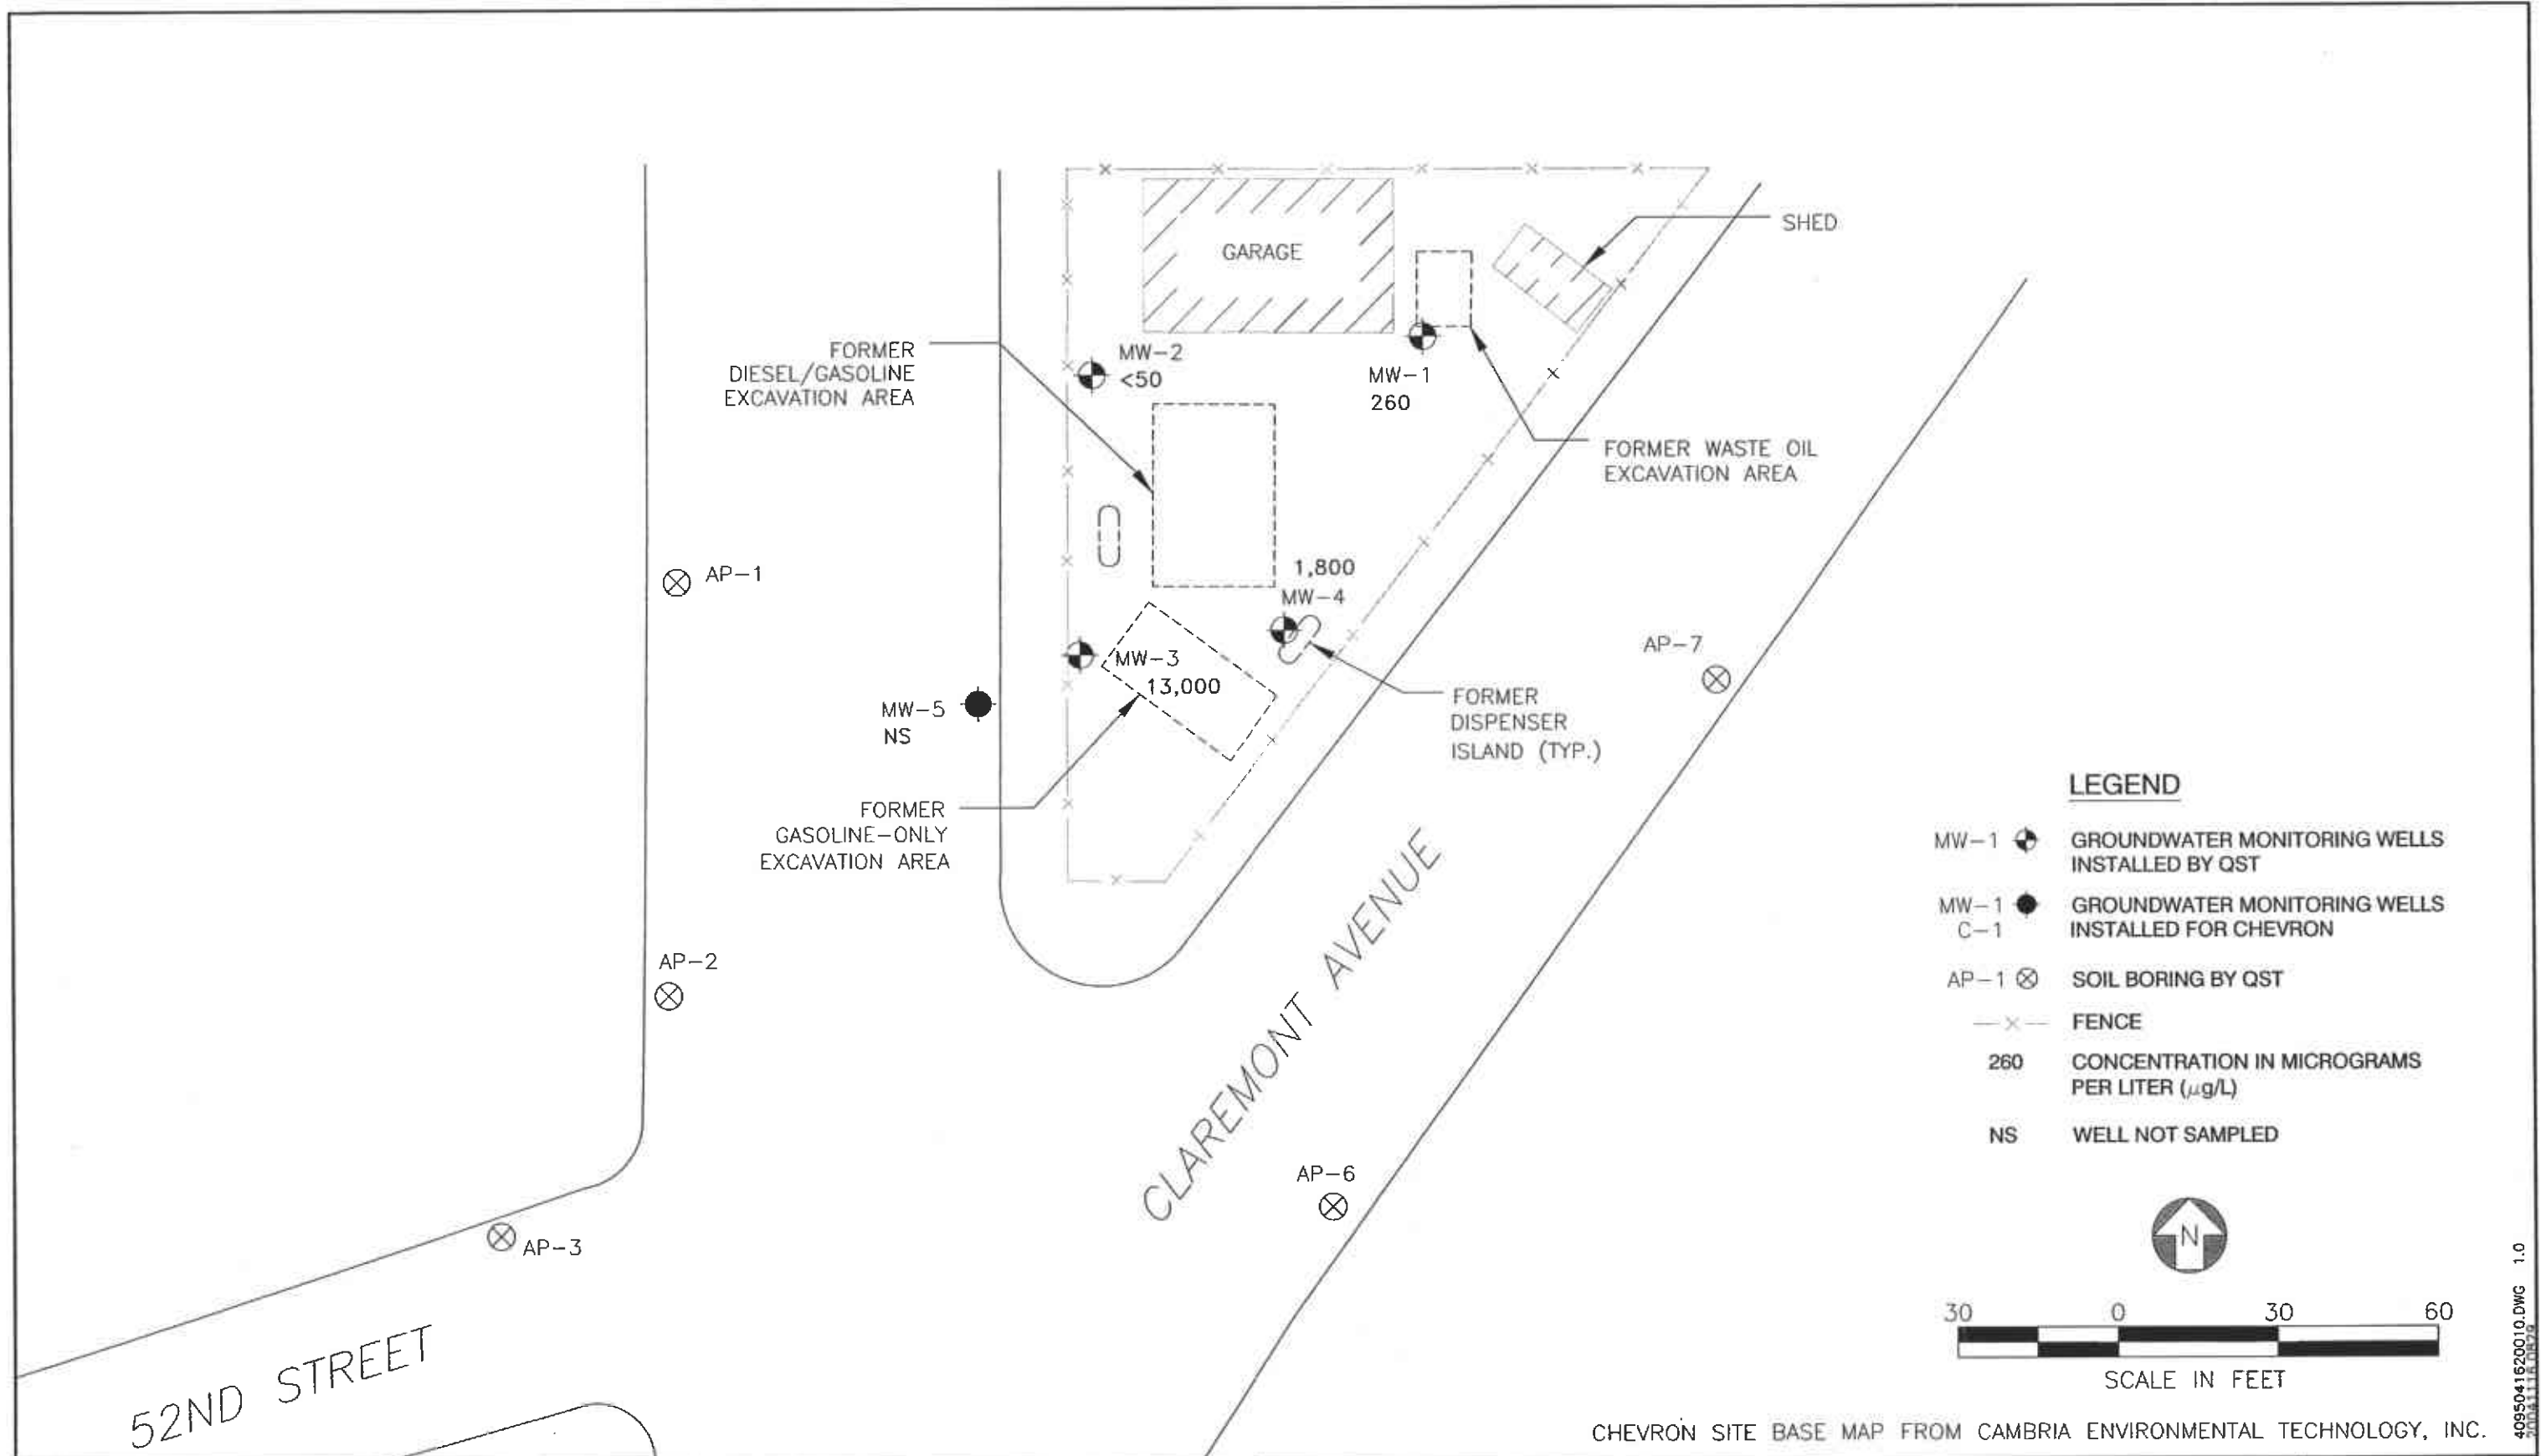 GARAGE
SHED
FORMER
DIESEL/GASOLINE
EXCAVATION AREA
MW-2
<50
MW-1
260
FORMER WASTE OIL
EXCAVATION AREA
AP-1
1,800
MW-4
MW-3
13,000
AP-7
MW-5
NS
FORMER
DISPENSER
ISLAND (TYP.)
FORMER
GASOLINE-ONLY
EXCAVATION AREA
AP-2
CLAREMONT AVENUE
AP-6
AP-3
52ND STREET
LEGEND
MW-1 GROUNDWATER MONITORING WELLS
INSTALLED BY QST
MW-1 GROUNDWATER MONITORING WELLS
C-1 INSTALLED FOR CHEVRON
AP-1 SOIL BORING BY QST
FENCE
260 CONCENTRATION IN MICROGRAMS
PER LITER (µg/L)
NS WELL NOT SAMPLED
N
30 0 30 60
SCALE IN FEET
CHEVRON SITE BASE MAP FROM CAMBRIA ENVIRONMENTAL TECHNOLOGY, INC.
4095041620010.DWG 1.0